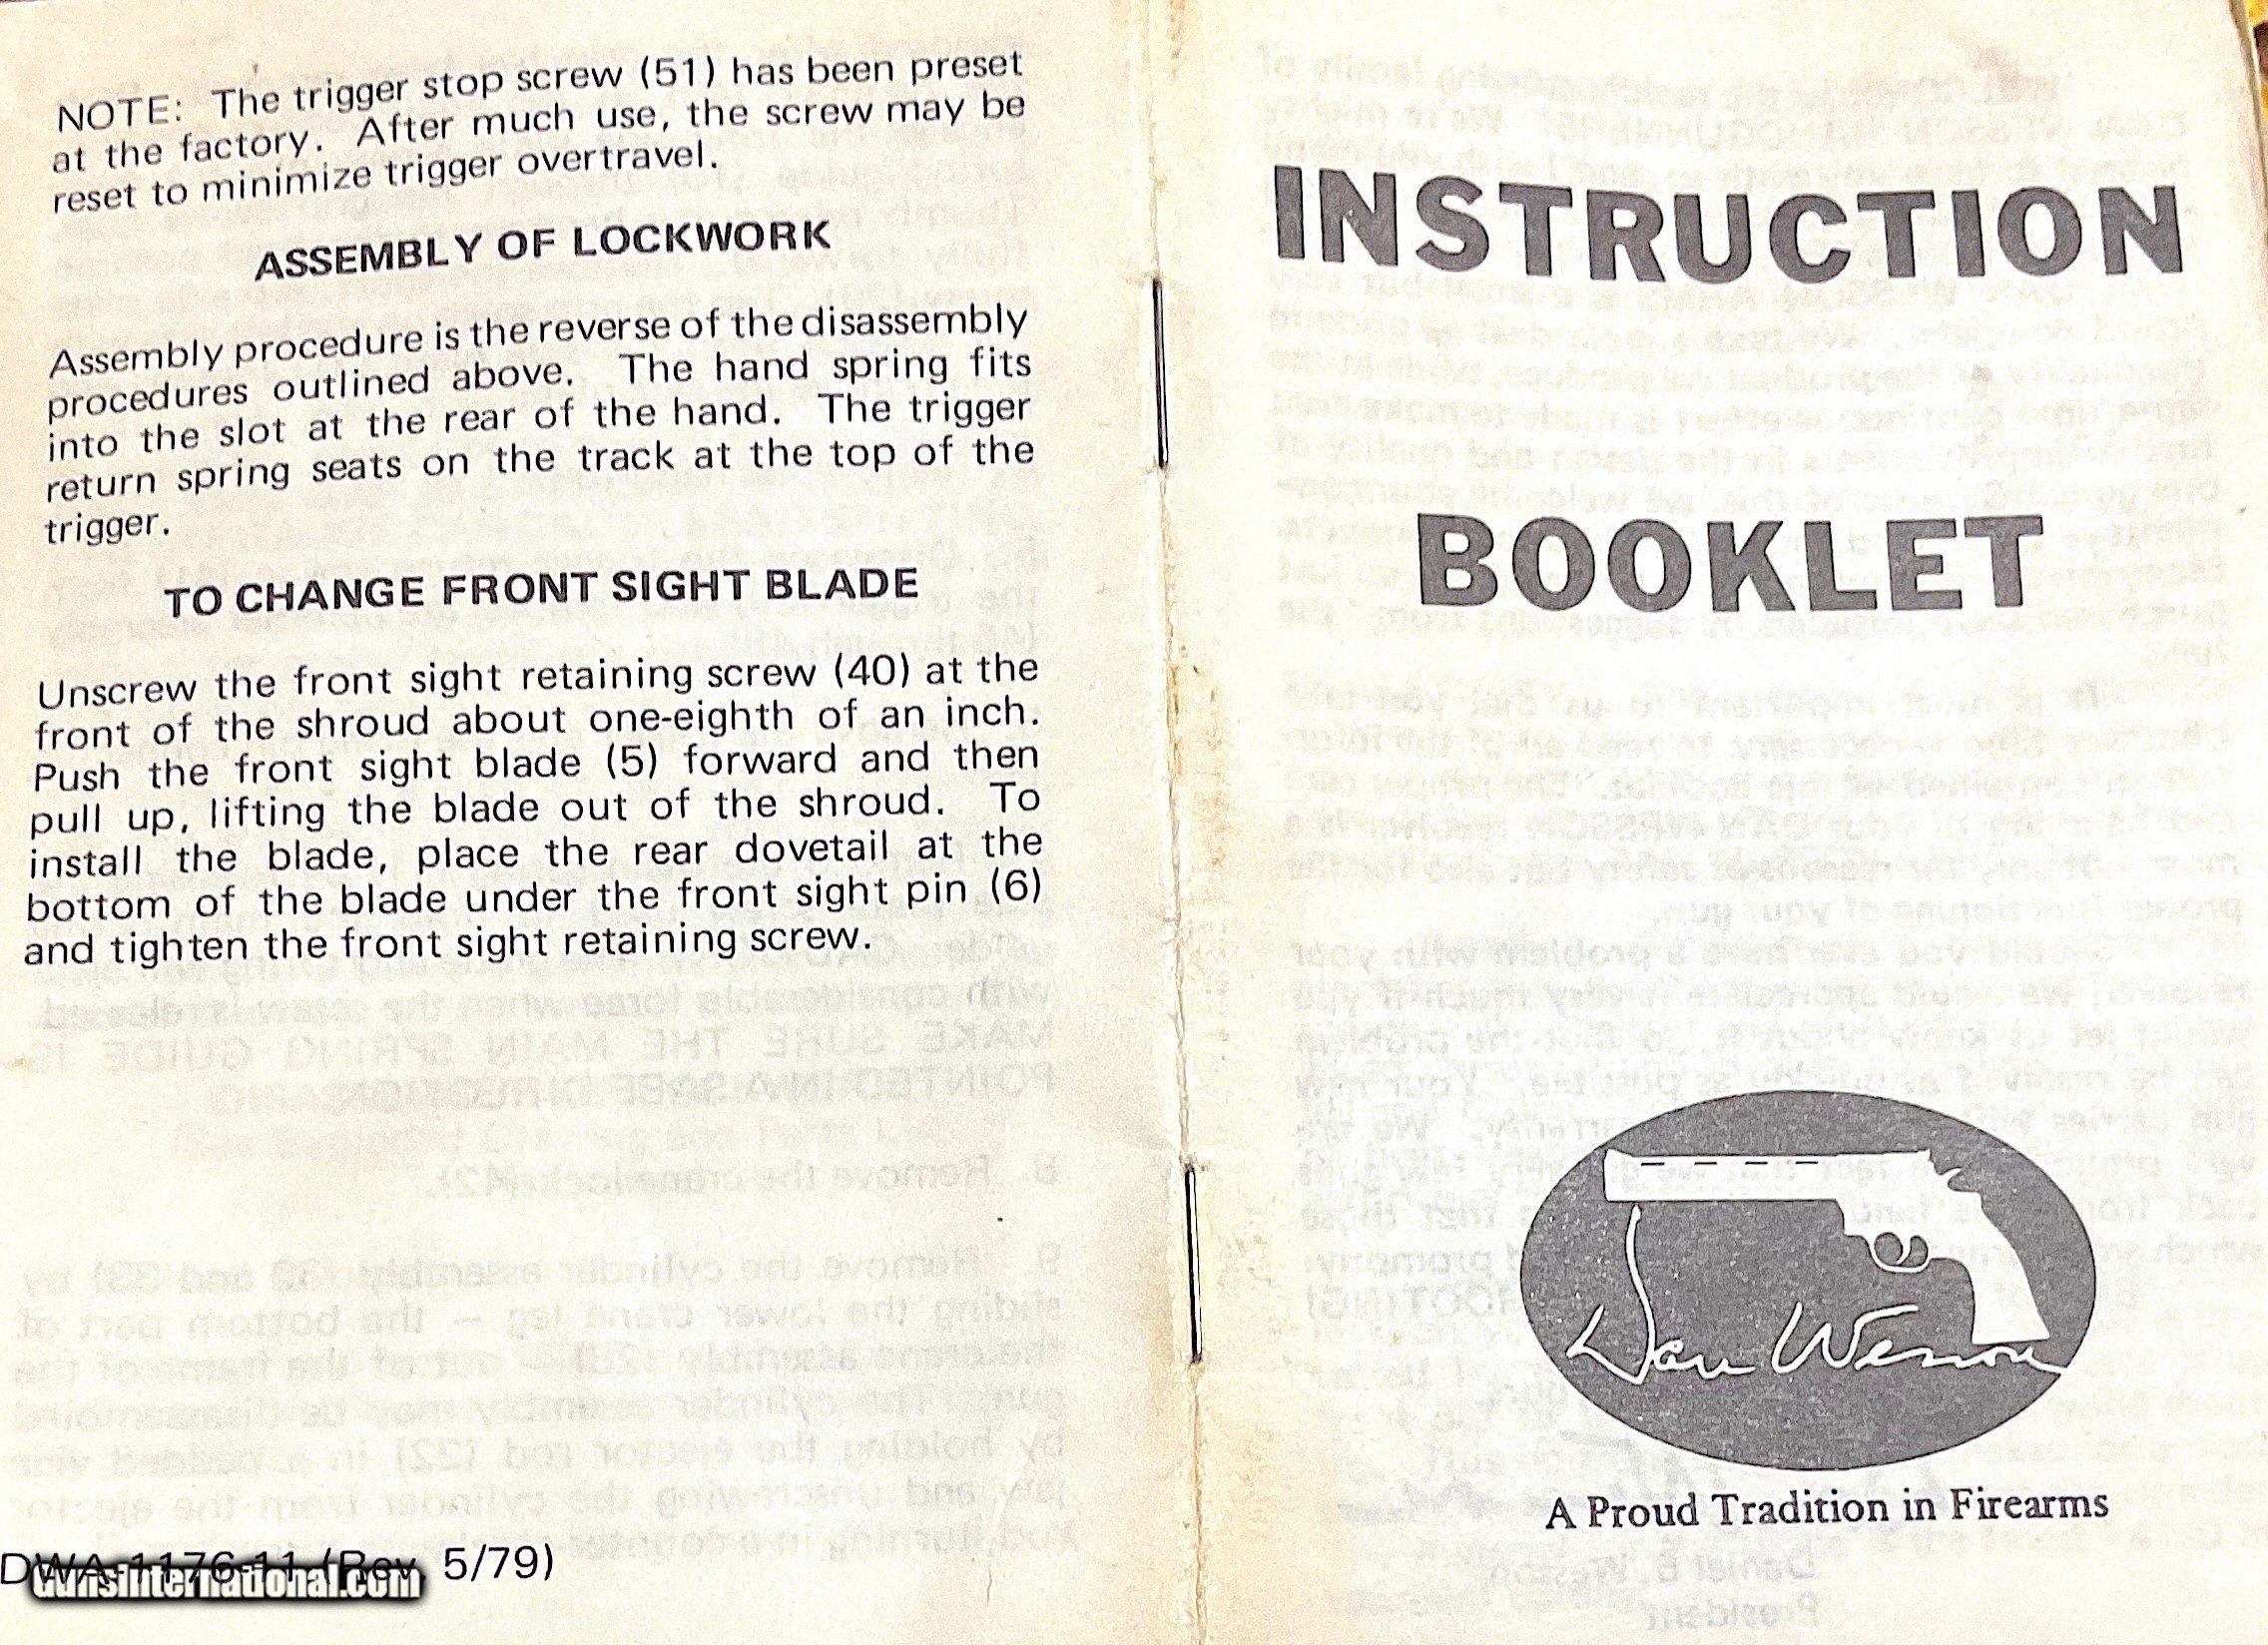 NOTE: The trigger stop screw (51) has been preset
at the factory. After much use, the screw may be
reset to minimize trigger overtravel.
ASSEMBLY OF LOCKWORK
Assembly procedure is the reverse of the disassembly
procedures outlined above. The hand spring fits
into the slot at the rear of the hand. The trigger
return spring seats on the track at the top of the
trigger.
TO CHANGE FRONT SIGHT BLADE
Unscrew the front sight retaining screw (40) at the
front of the shroud about one-eighth of an inch.
Push the front sight blade (5) forward and then
pull up, lifting the blade out of the shroud. To
install the blade, place the rear dovetail at the
bottom of the blade under the front sight pin (6)
and tighten the front sight retaining screw.
DWA-1176-11 (Rev. 5/79)
GunsInternational.com
INSTRUCTION
BOOKLET
Dan Wesson
A Proud Tradition in Firearms